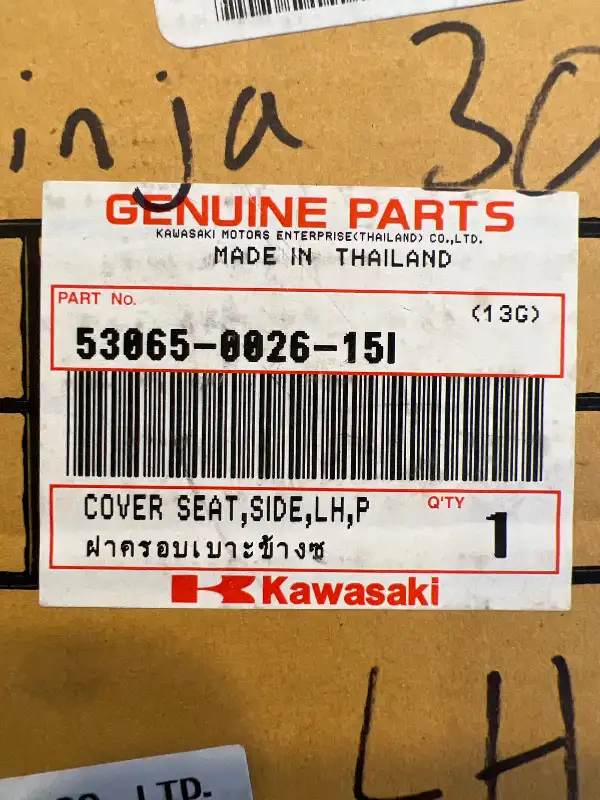 inja 30
GENUINE PARTS
KAWASAKI MOTORS ENTERPRISE(THAILAND) CO.,LTD.
MADE IN THAILAND
PART No.
(13G)
53065-0026-15I
COVER SEAT,SIDE,LH,P
Q'TY
1
ฝาครอบเบาะข้างซ
Kawasaki
LH
CO., LTD.